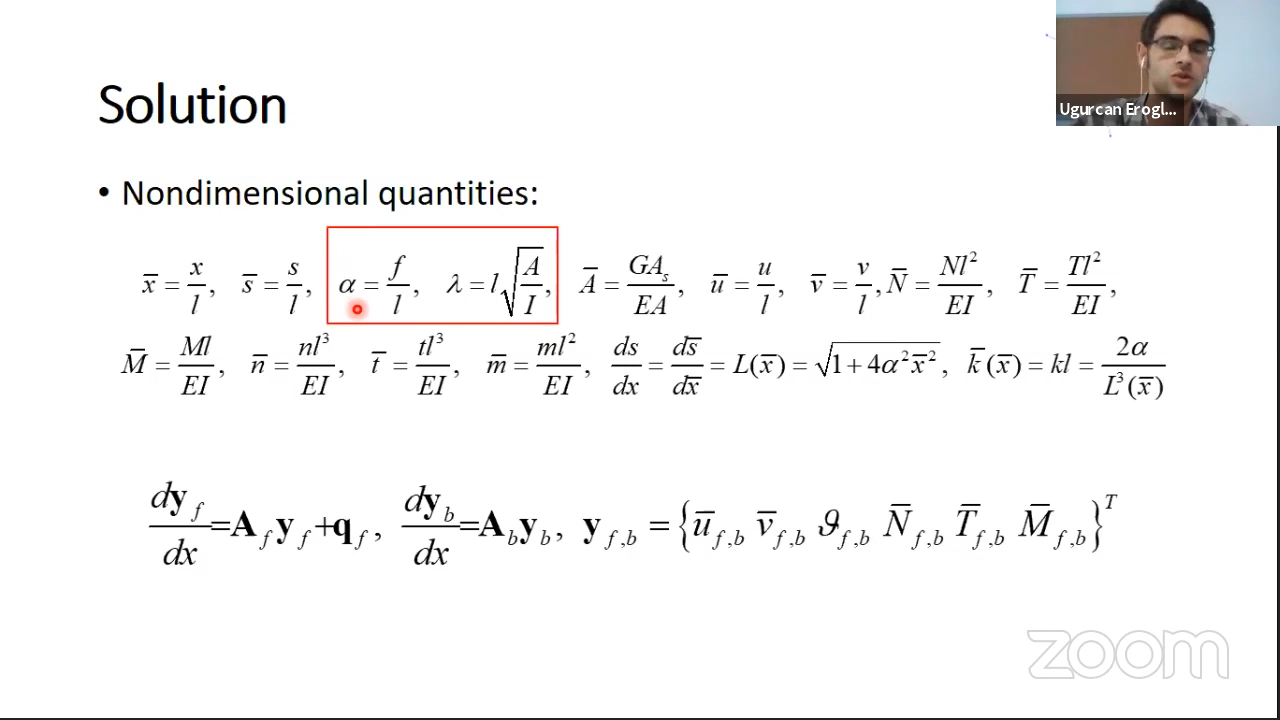 Ugurcan Erogl...
Solution
• Nondimensional quantities:
x̄ = x/l, s̄ = s/l, α = f/l, λ = l√(A/I), Ā = GA_s/EA, ū = u/l, v̄ = v/l, N̄ = Nl²/EI, T̄ = Tl²/EI,
M̄ = Ml/EI, n̄ = nl³/EI, t̄ = tl³/EI, m̄ = ml²/EI, ds/dx = ds̄/dx̄ = L(x̄) = √(1+4α²x̄²), k̄(x̄) = kl = 2α/L³(x̄)
dy_f/dx=A_f y_f+q_f, dy_b/dx=A_b y_b, y_f,b = {ū_f,b v̄_f,b ϑ_f,b N̄_f,b T̄_f,b M̄_f,b}^T
zoom